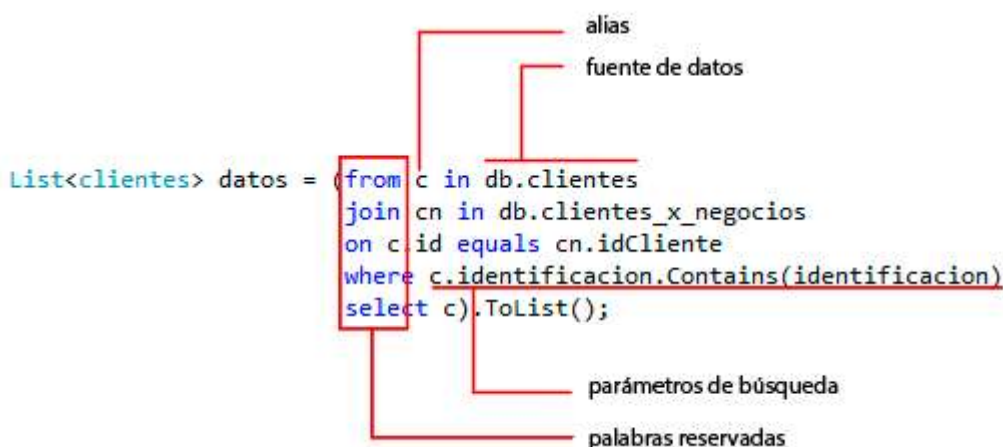 alias
fuente de datos
List<clientes> datos = (from c in db.clientes
join cn in db.clientes_x_negocios
on c.id equals cn.idCliente
where c.identificacion.Contains(identificacion)
select c).ToList();
parámetros de búsqueda
palabras reservadas